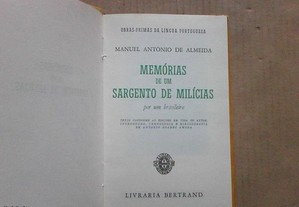 OBRAS-PRIMAS DA LÍNGUA PORTUGUESA
MANUEL ANTONIO DE ALMEIDA
MEMÓRIAS
DE UM
SARGENTO DE MILÍCIAS
por um brasileiro
LIVRARIA BERTRAND